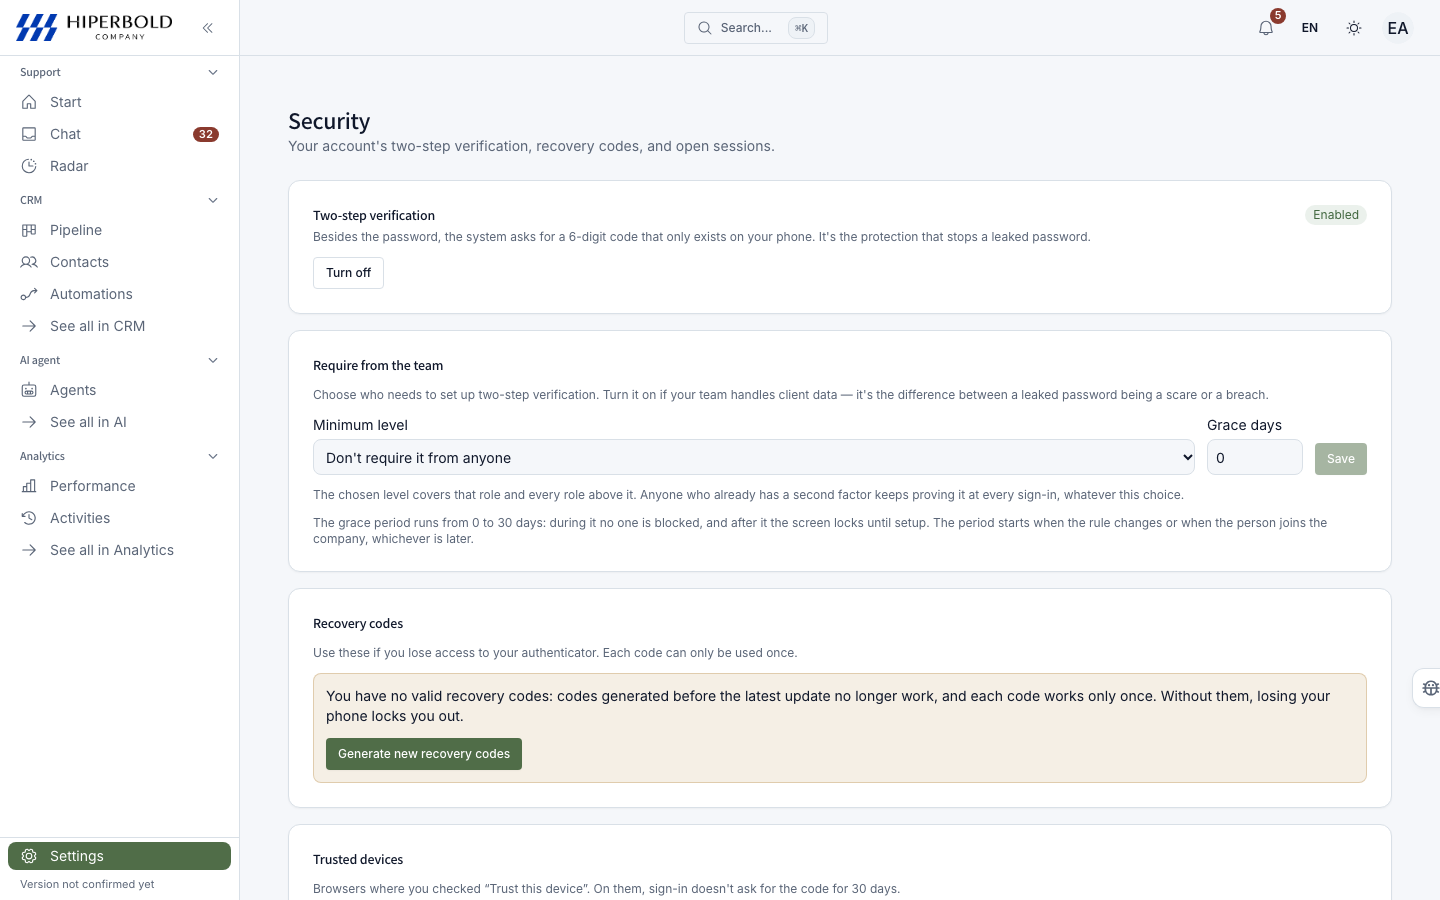 HIPERBOLD
COMPANY
Search...
⌘K
5
EN
EA
Support
Start
Chat
32
Radar
CRM
Pipeline
Contacts
Automations
See all in CRM
AI agent
Agents
See all in AI
Analytics
Performance
Activities
See all in Analytics
Settings
Version not confirmed yet
Security
Your account's two-step verification, recovery codes, and open sessions.
Two-step verification
Enabled
Besides the password, the system asks for a 6-digit code that only exists on your phone. It's the protection that stops a leaked password.
Turn off
Require from the team
Choose who needs to set up two-step verification. Turn it on if your team handles client data — it's the difference between a leaked password being a scare or a breach.
Minimum level
Grace days
Don't require it from anyone
0
Save
The chosen level covers that role and every role above it. Anyone who already has a second factor keeps proving it at every sign-in, whatever this choice.
The grace period runs from 0 to 30 days: during it no one is blocked, and after it the screen locks until setup. The period starts when the rule changes or when the person joins the
company, whichever is later.
Recovery codes
Use these if you lose access to your authenticator. Each code can only be used once.
You have no valid recovery codes: codes generated before the latest update no longer work, and each code works only once. Without them, losing your
phone locks you out.
Generate new recovery codes
Trusted devices
Browsers where you checked “Trust this device”. On them, sign-in doesn't ask for the code for 30 days.